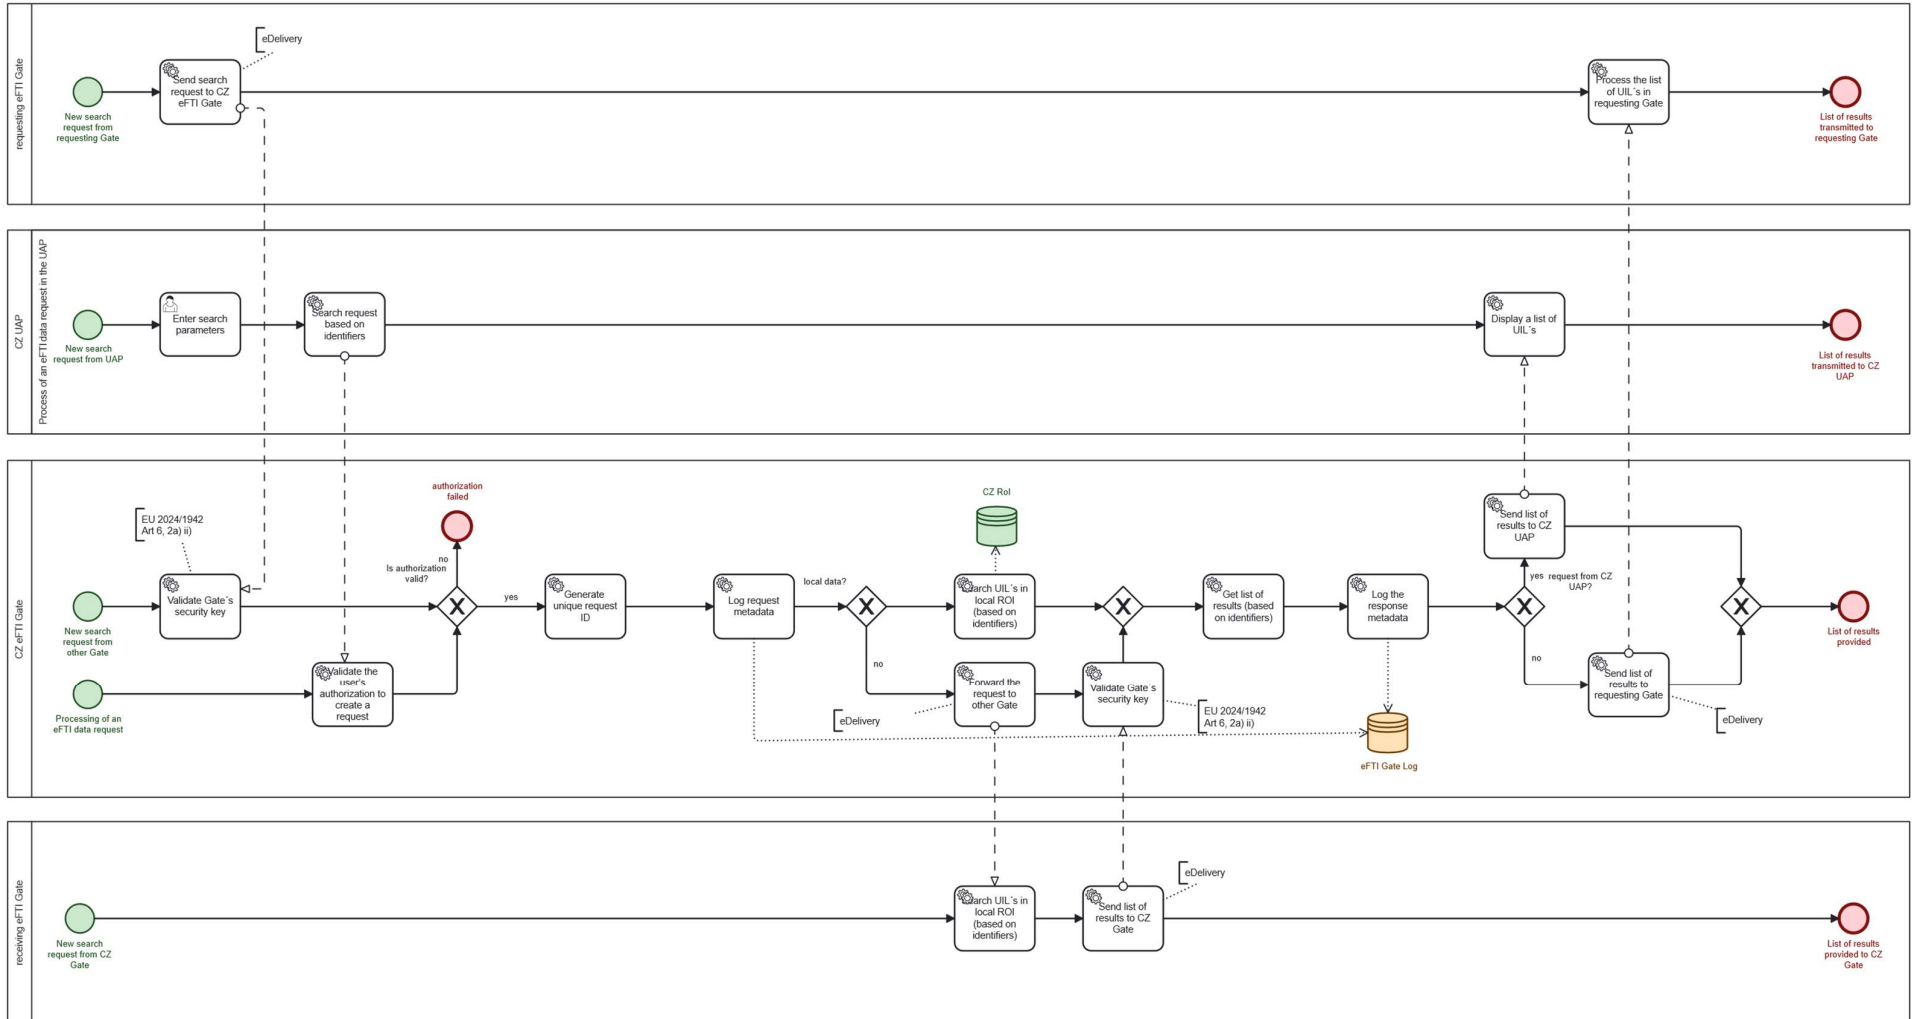 requesting eFTI Gate
eDelivery
Send search
request to CZ
eFTI Gate
New search
request from
requesting Gate
Process the list
of UIL´s in
requesting Gate
List of results
transmitted to
requesting Gate
CZ UAP
Process of an eFTI data request in the UAP
New search
request from UAP
Enter search
parameters
Search request
based on
identifiers
Display a list of
UIL´s
List of results
transmitted to CZ
UAP
CZ eFTI Gate
EU 2024/1942
Art 6, 2a) ii)
New search
request from
other Gate
Validate Gate´s
security key
Processing of an
eFTI data request
Validate the
user's
authorization to
create a
request
authorization
failed
no
Is authorization
valid?
yes
Generate
unique request
ID
Log request
metadata
local data?
no
CZ RoI
Search UIL´s in
local ROI
(based on
identifiers)
Forward the
request to
other Gate
eDelivery
Validate Gate´s
security key
EU 2024/1942
Art 6, 2a) ii)
Get list of
results (based
on identifiers)
Log the
response
metadata
eFTI Gate Log
Send list of
results to CZ
UAP
yes
request from CZ
UAP?
no
Send list of
results to
requesting Gate
eDelivery
List of results
provided
receiving eFTI Gate
New search
request from CZ
Gate
Search UIL´s in
local ROI
(based on
identifiers)
Send list of
results to CZ
Gate
eDelivery
List of results
provided to CZ
Gate